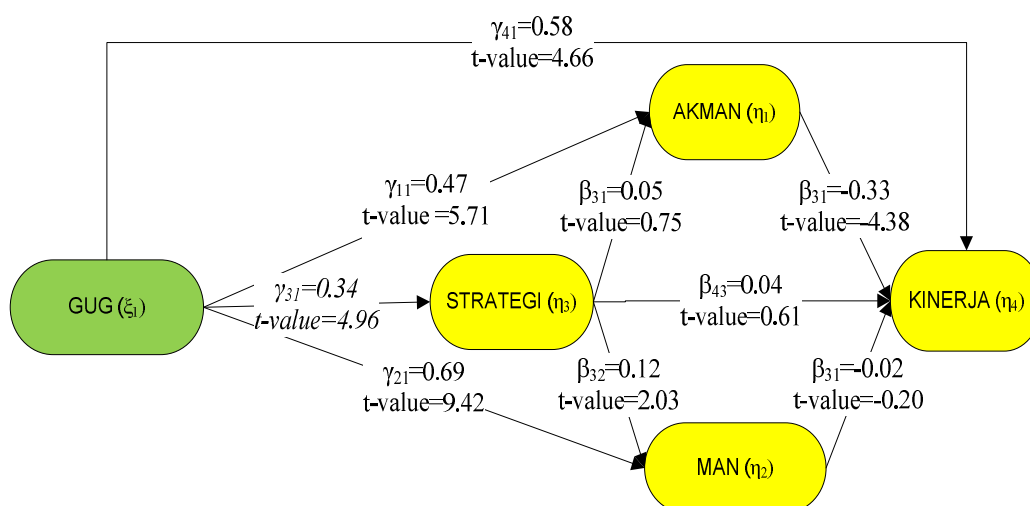 γ41=0.58
t-value=4.66
AKMAN (η1)
γ11=0.47
t-value =5.71
β31=0.05
t-value=0.75
β31=-0.33
t-value=-4.38
GUG (ξ1)
γ31=0.34
t-value=4.96
STRATEGI (η3)
β43=0.04
t-value=0.61
KINERJA (η4)
γ21=0.69
t-value=9.42
β32=0.12
t-value=2.03
β31=-0.02
t-value=-0.20
MAN (η2)